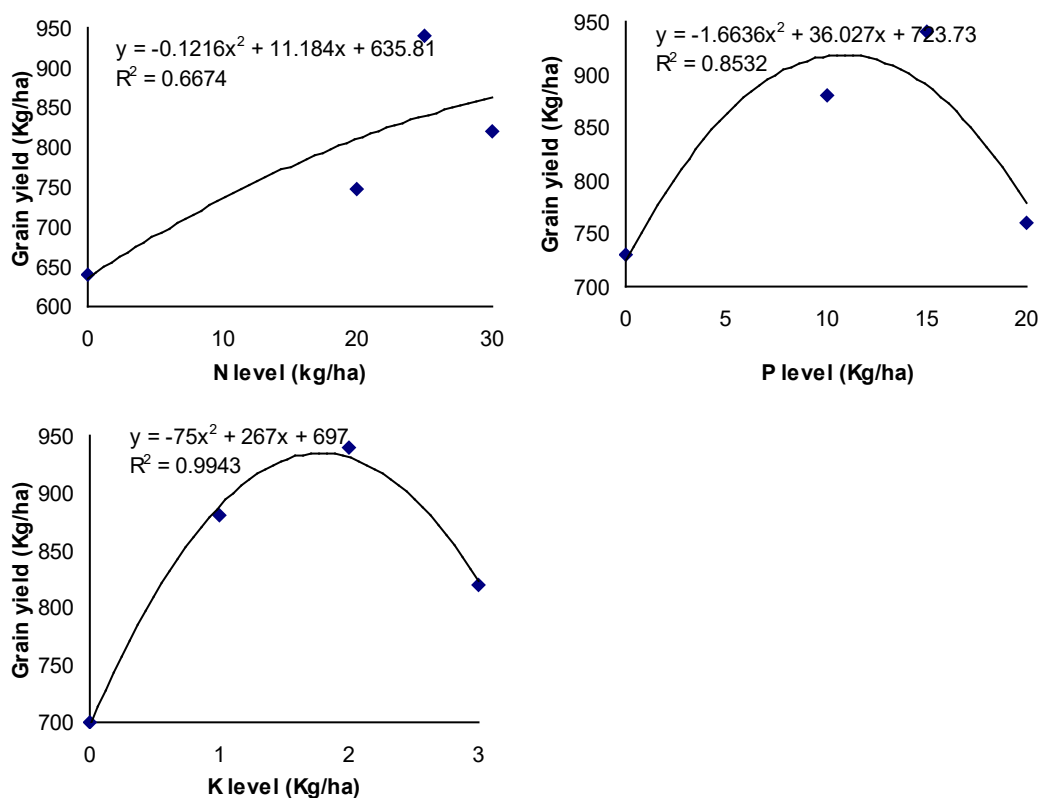 y = -0.1216x² + 11.184x + 635.81
R² = 0.6674
Grain yield (Kg/ha)
950
900
850
800
750
700
650
600
0 10 20 30
N level (kg/ha)
y = -1.6636x² + 36.027x + 723.73
R² = 0.8532
Grain yield (Kg/ha)
950
900
850
800
750
700
0 5 10 15 20
P level (Kg/ha)
y = -75x² + 267x + 697
R² = 0.9943
Grain yield (Kg/ha)
950
900
850
800
750
700
0 1 2 3
K level (Kg/ha)